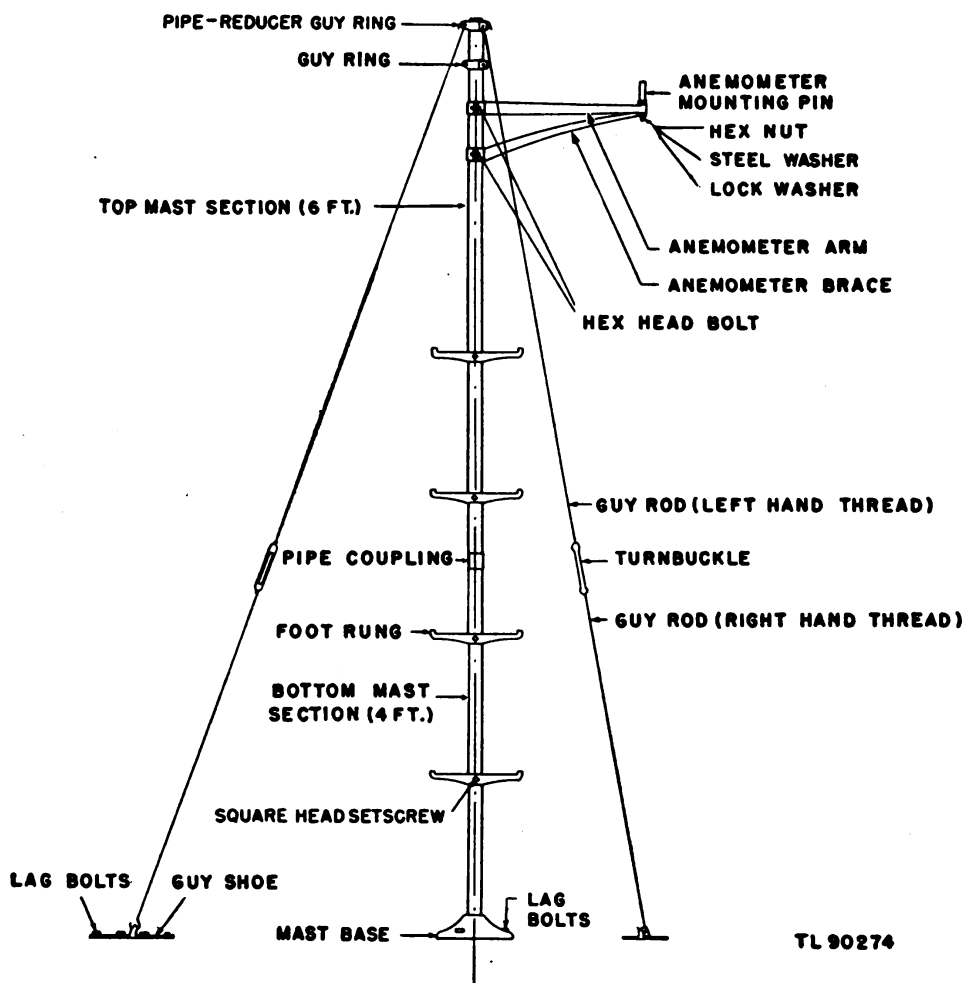 PIPE-REDUCER GUY RING
GUY RING
ANEMOMETER
MOUNTING PIN
HEX NUT
STEEL WASHER
LOCK WASHER
TOP MAST SECTION (6 FT.)
ANEMOMETER ARM
ANEMOMETER BRACE
HEX HEAD BOLT
GUY ROD (LEFT HAND THREAD)
PIPE COUPLING
TURNBUCKLE
FOOT RUNG
GUY ROD (RIGHT HAND THREAD)
BOTTOM MAST
SECTION (4 FT.)
SQUARE HEAD SETSCREW
LAG BOLTS
GUY SHOE
LAG
BOLTS
MAST BASE
TL 90274